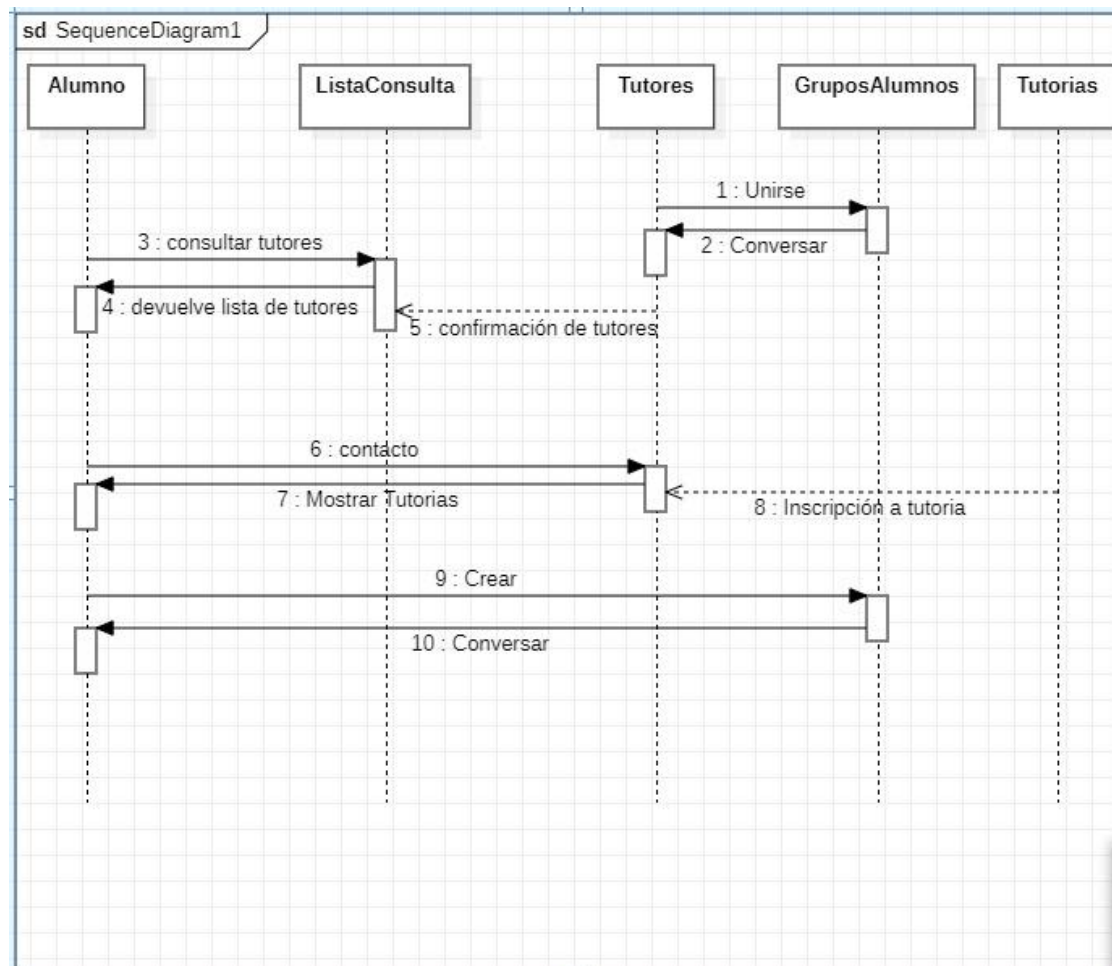 sd SequenceDiagram1
Alumno
ListaConsulta
Tutores
GruposAlumnos
Tutorias
1 : Unirse
2 : Conversar
3 : consultar tutores
4 : devuelve lista de tutores
5 : confirmación de tutores
6 : contacto
7 : Mostrar Tutorias
8 : Inscripción a tutoria
9 : Crear
10 : Conversar